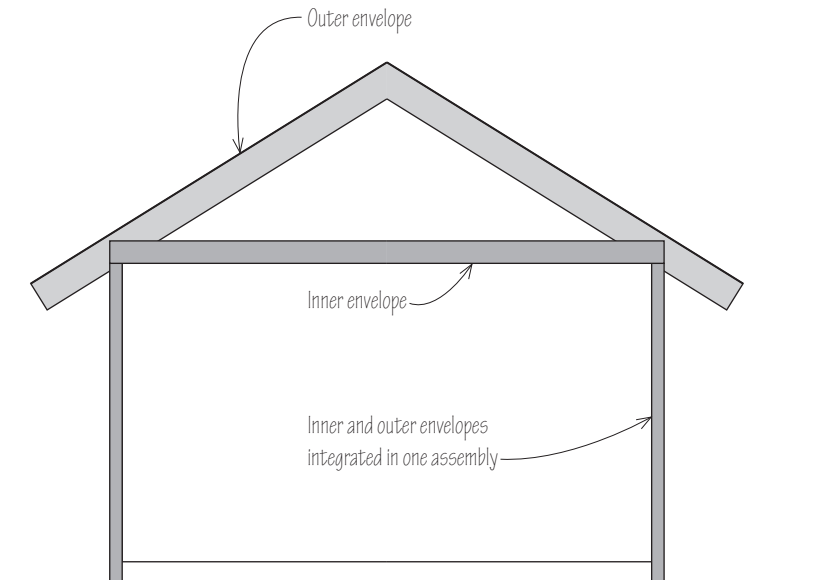 Outer envelope
Inner envelope
Inner and outer envelopes
integrated in one assembly